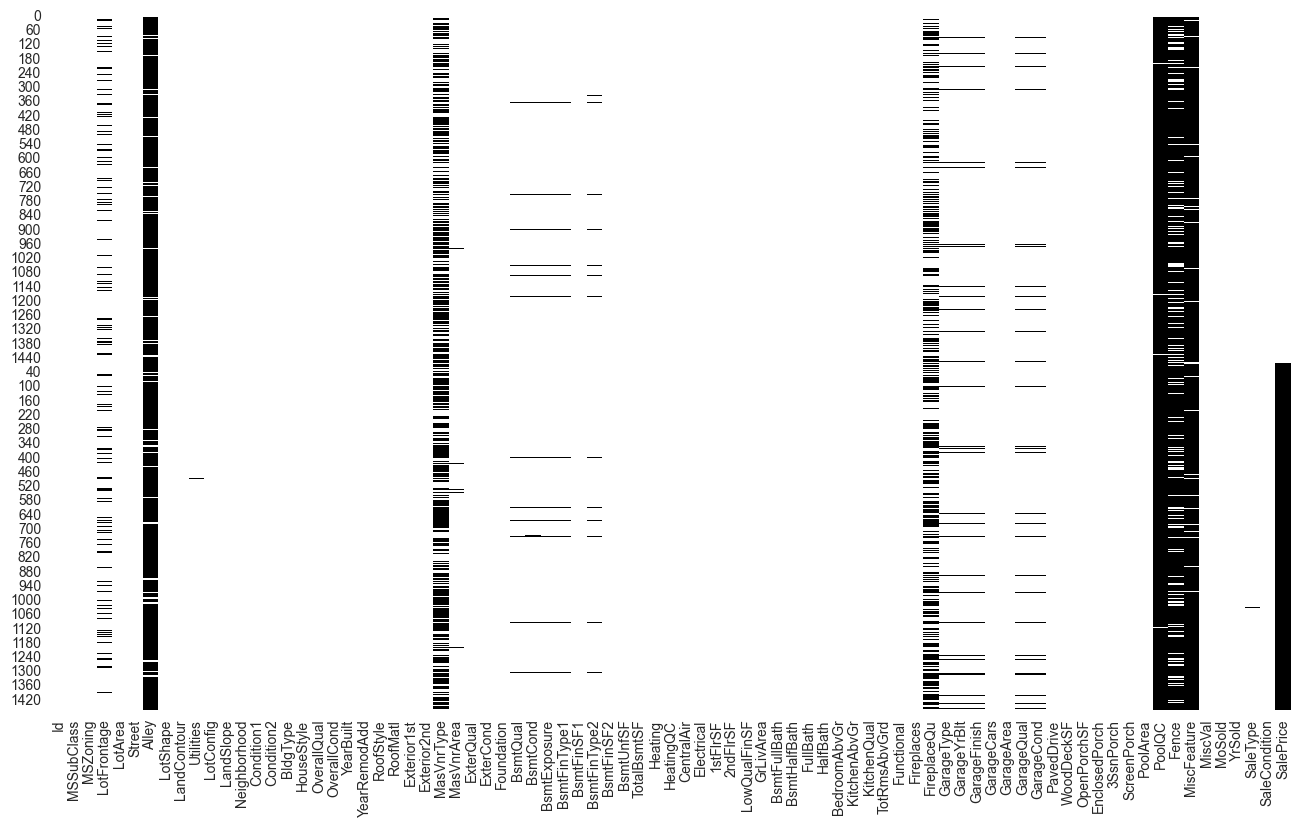 0
60
120
180
240
300
360
420
480
540
600
660
720
780
840
900
960
1020
1080
1140
1200
1260
1320
1380
1440
40
100
160
220
280
340
400
460
520
580
640
700
760
820
880
940
1000
1060
1120
1180
1240
1300
1360
1420
Id
MSSubClass
MSZoning
LotFrontage
LotArea
Street
Alley
LotShape
LandContour
Utilities
LotConfig
LandSlope
Neighborhood
Condition1
Condition2
BldgType
HouseStyle
OverallQual
OverallCond
YearBuilt
YearRemodAdd
RoofStyle
RoofMatl
Exterior1st
Exterior2nd
MasVnrType
MasVnrArea
ExterQual
ExterCond
Foundation
BsmtQual
BsmtCond
BsmtExposure
BsmtFinType1
BsmtFinSF1
BsmtFinType2
BsmtFinSF2
BsmtUnfSF
TotalBsmtSF
Heating
HeatingQC
CentralAir
Electrical
1stFlrSF
2ndFlrSF
LowQualFinSF
GrLivArea
BsmtFullBath
BsmtHalfBath
FullBath
HalfBath
BedroomAbvGr
KitchenAbvGr
KitchenQual
TotRmsAbvGrd
Functional
Fireplaces
FireplaceQu
GarageType
GarageYrBlt
GarageFinish
GarageCars
GarageArea
GarageQual
GarageCond
PavedDrive
WoodDeckSF
OpenPorchSF
EnclosedPorch
3SsnPorch
ScreenPorch
PoolArea
PoolQC
Fence
MiscFeature
MiscVal
MoSold
YrSold
SaleType
SaleCondition
SalePrice